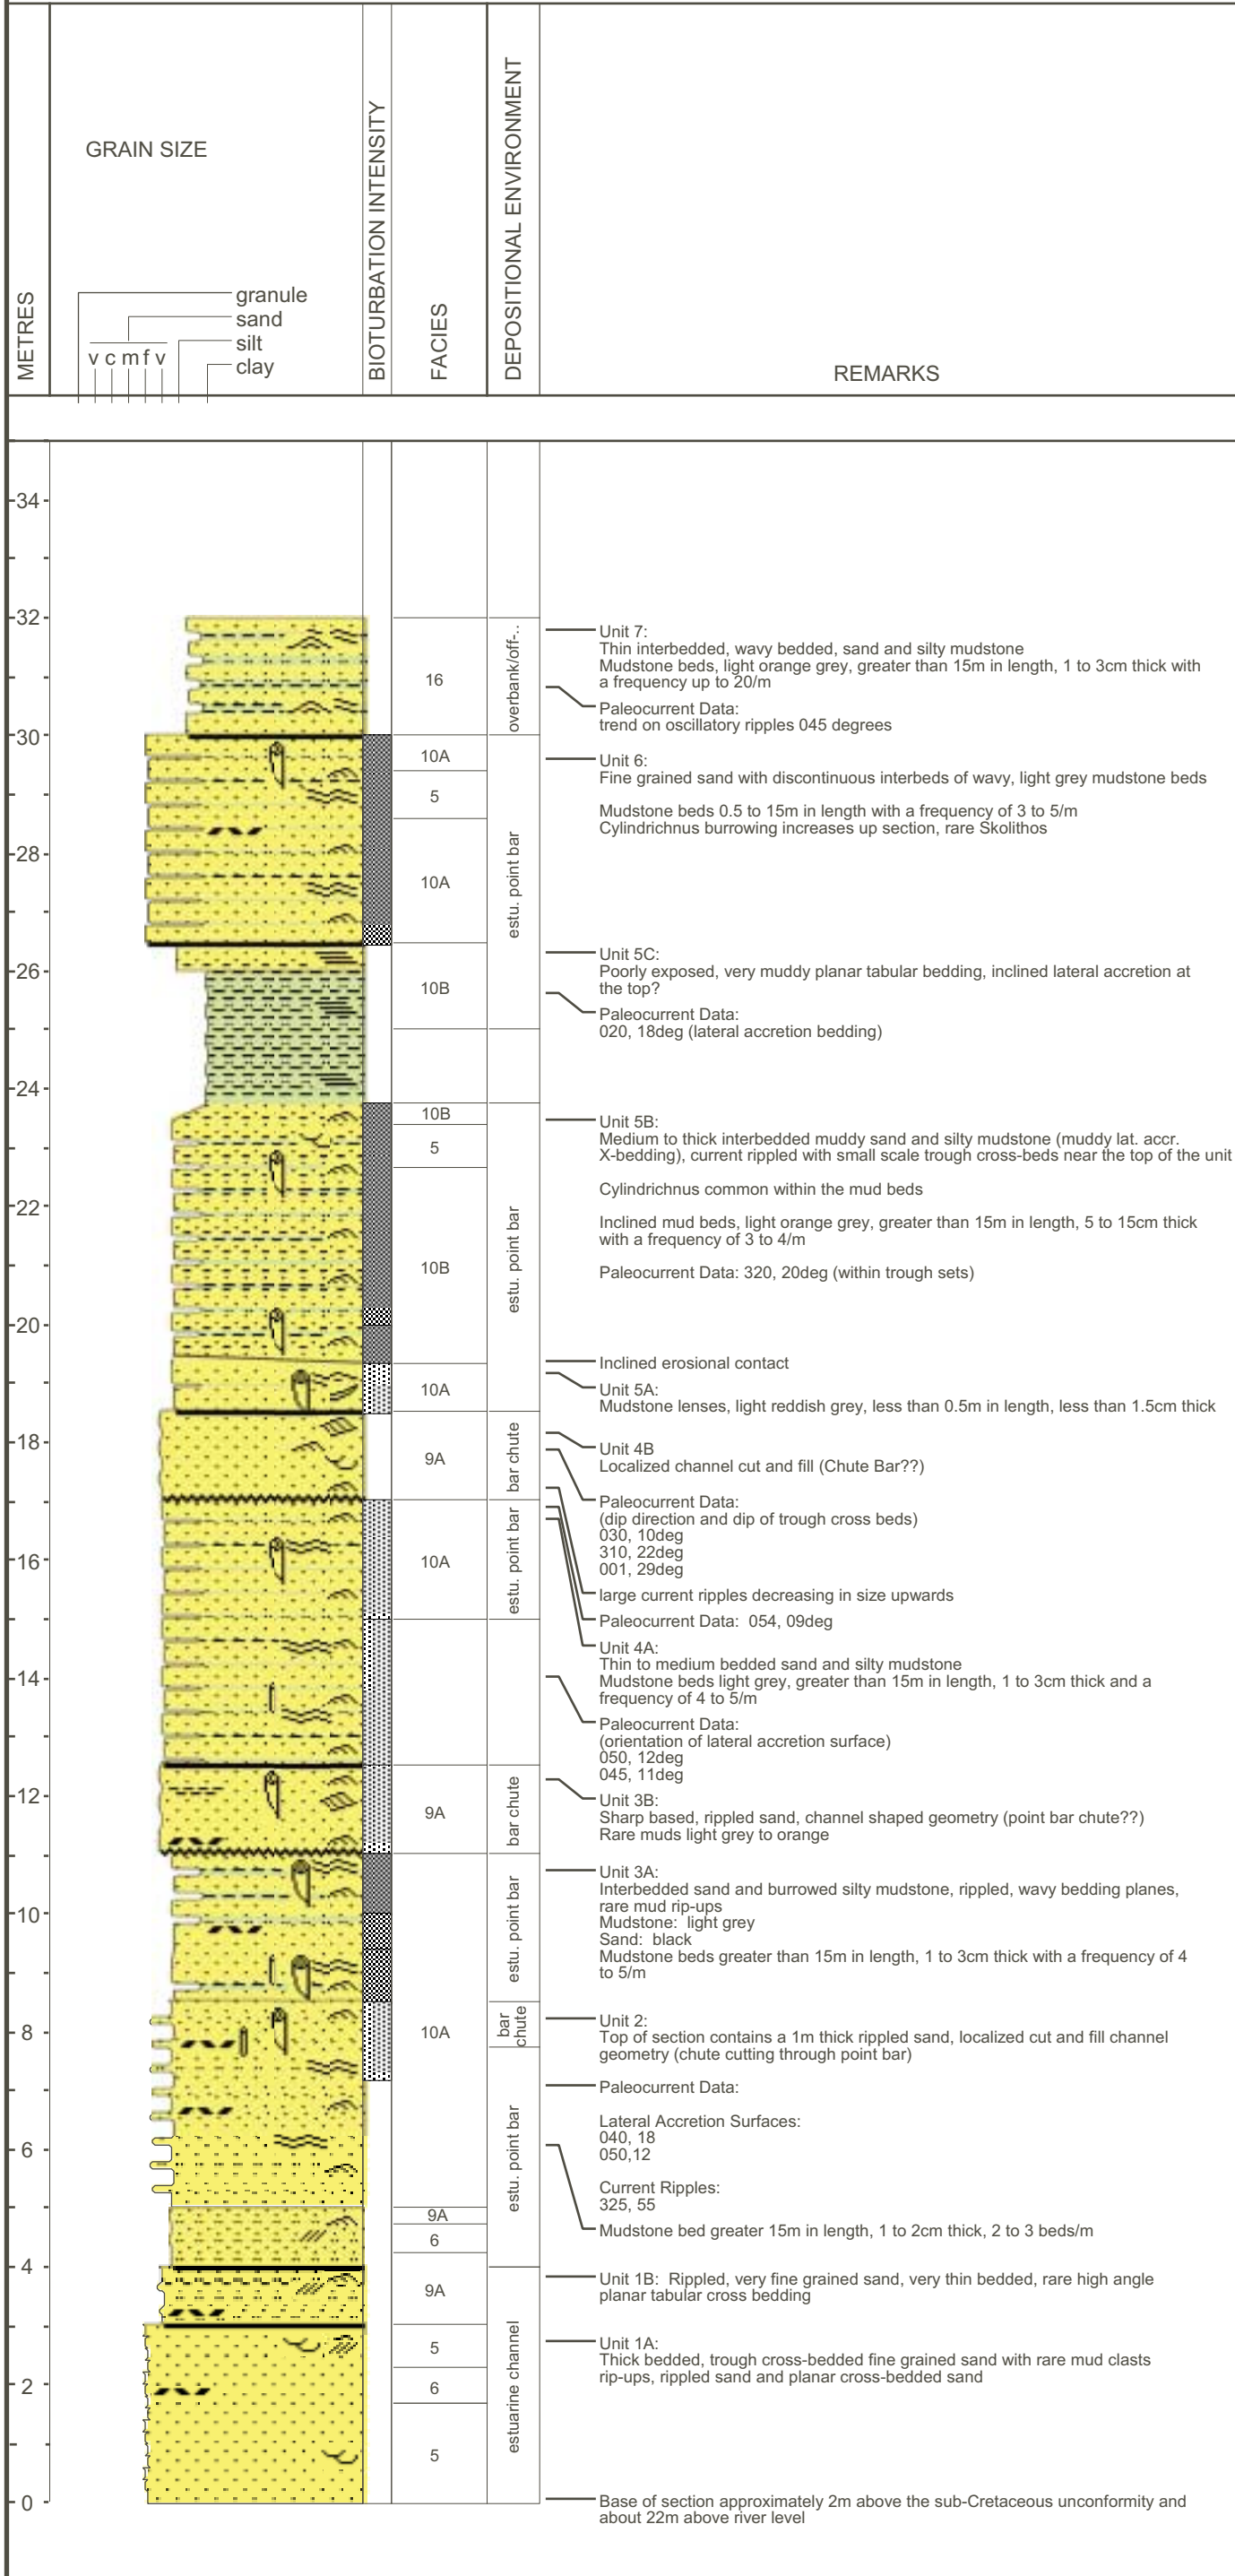 GRAIN SIZE
METRES
granule
sand
silt
clay
v c m f v
BIOTURBATION INTENSITY
FACIES
DEPOSITIONAL ENVIRONMENT
REMARKS
34
32
30
28
26
24
22
20
18
16
14
12
10
8
6
4
2
0
16
10A
5
10A
10B
10B
5
10B
10A
9A
10A
9A
10A
9A
6
9A
5
6
5
overbank/off-..
estu. point bar
estu. point bar
bar chute
estu. point bar
bar chute
estu. point bar
bar
chute
estu. point bar
estuarine channel
Unit 7:
Thin interbedded, wavy bedded, sand and silty mudstone
Mudstone beds, light orange grey, greater than 15m in length, 1 to 3cm thick with
a frequency up to 20/m
Paleocurrent Data:
trend on oscillatory ripples 045 degrees
Unit 6:
Fine grained sand with discontinuous interbeds of wavy, light grey mudstone beds
Mudstone beds 0.5 to 15m in length with a frequency of 3 to 5/m
Cylindrichnus burrowing increases up section, rare Skolithos
Unit 5C:
Poorly exposed, very muddy planar tabular bedding, inclined lateral accretion at
the top?
Paleocurrent Data:
020, 18deg (lateral accretion bedding)
Unit 5B:
Medium to thick interbedded muddy sand and silty mudstone (muddy lat. accr.
X-bedding), current rippled with small scale trough cross-beds near the top of the unit
Cylindrichnus common within the mud beds
Inclined mud beds, light orange grey, greater than 15m in length, 5 to 15cm thick
with a frequency of 3 to 4/m
Paleocurrent Data: 320, 20deg (within trough sets)
Inclined erosional contact
Unit 5A:
Mudstone lenses, light reddish grey, less than 0.5m in length, less than 1.5cm thick
Unit 4B
Localized channel cut and fill (Chute Bar??)
Paleocurrent Data:
(dip direction and dip of trough cross beds)
030, 10deg
310, 22deg
001, 29deg
large current ripples decreasing in size upwards
Paleocurrent Data: 054, 09deg
Unit 4A:
Thin to medium bedded sand and silty mudstone
Mudstone beds light grey, greater than 15m in length, 1 to 3cm thick and a
frequency of 4 to 5/m
Paleocurrent Data:
(orientation of lateral accretion surface)
050, 12deg
045, 11deg
Unit 3B:
Sharp based, rippled sand, channel shaped geometry (point bar chute??)
Rare muds light grey to orange
Unit 3A:
Interbedded sand and burrowed silty mudstone, rippled, wavy bedding planes,
rare mud rip-ups
Mudstone: light grey
Sand: black
Mudstone beds greater than 15m in length, 1 to 3cm thick with a frequency of 4
to 5/m
Unit 2:
Top of section contains a 1m thick rippled sand, localized cut and fill channel
geometry (chute cutting through point bar)
Paleocurrent Data:
Lateral Accretion Surfaces:
040, 18
050,12
Current Ripples:
325, 55
Mudstone bed greater 15m in length, 1 to 2cm thick, 2 to 3 beds/m
Unit 1B: Rippled, very fine grained sand, very thin bedded, rare high angle
planar tabular cross bedding
Unit 1A:
Thick bedded, trough cross-bedded fine grained sand with rare mud clasts
rip-ups, rippled sand and planar cross-bedded sand
Base of section approximately 2m above the sub-Cretaceous unconformity and
about 22m above river level